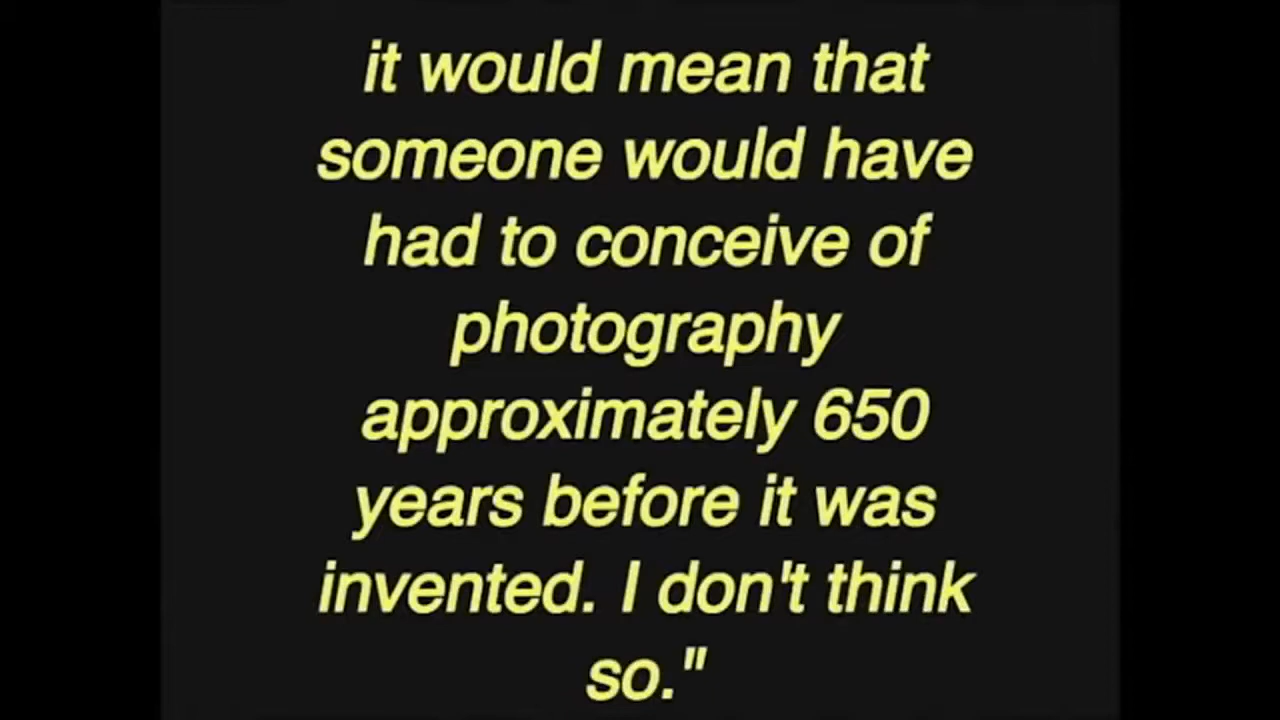 it would mean that
someone would have
had to conceive of
photography
approximately 650
years before it was
invented. I don't think
so."